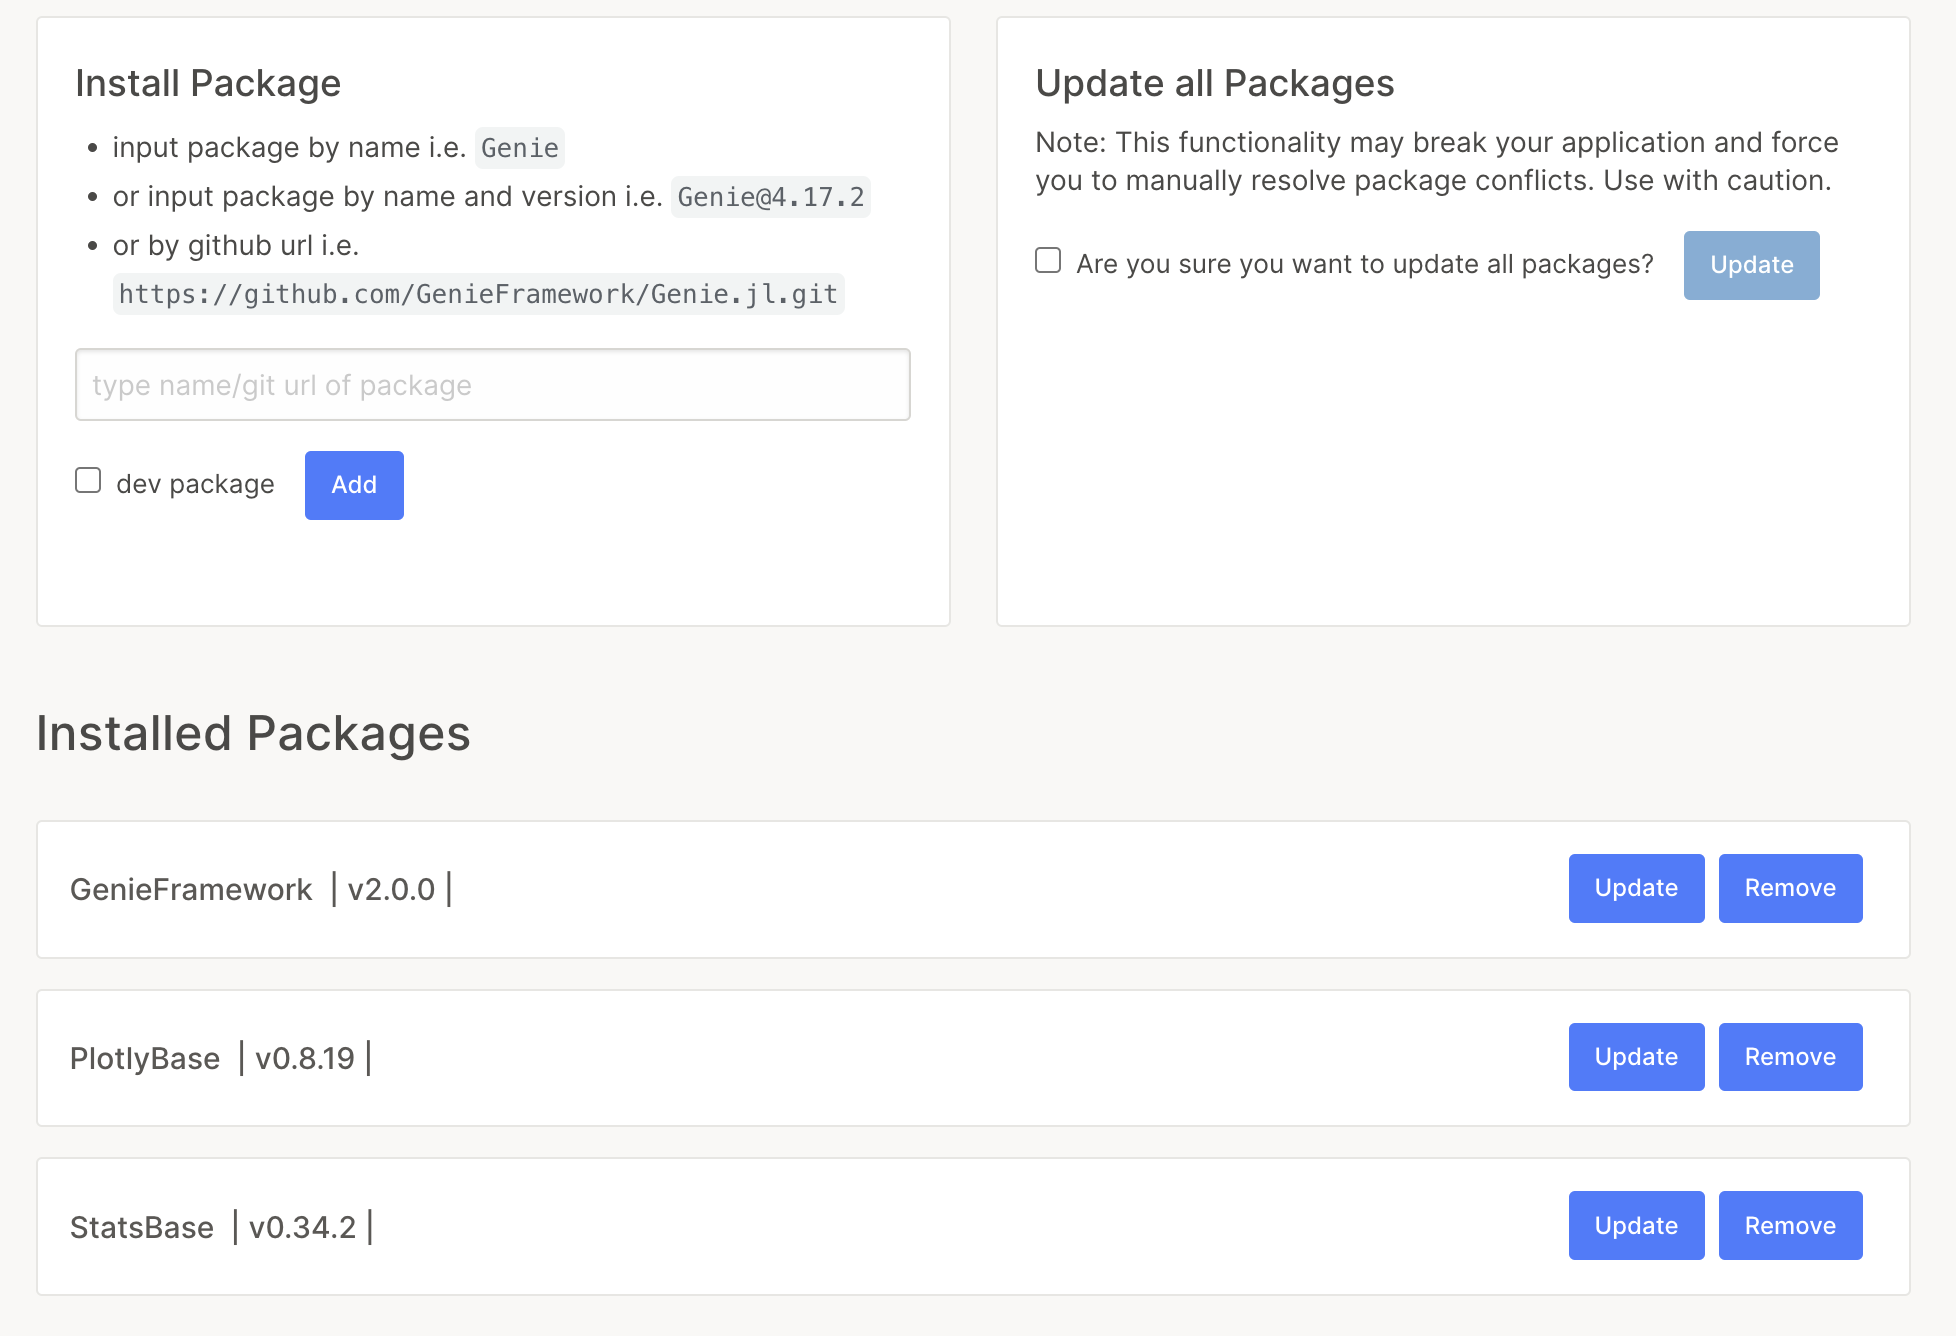 Install Package
• input package by name i.e. Genie
• or input package by name and version i.e. Genie@4.17.2
• or by github url i.e.
https://github.com/GenieFramework/Genie.jl.git
type name/git url of package
dev package
Add
Update all Packages
Note: This functionality may break your application and force
you to manually resolve package conflicts. Use with caution.
Are you sure you want to update all packages?
Update
Installed Packages
GenieFramework | v2.0.0 |
Update
Remove
PlotlyBase | v0.8.19 |
Update
Remove
StatsBase | v0.34.2 |
Update
Remove